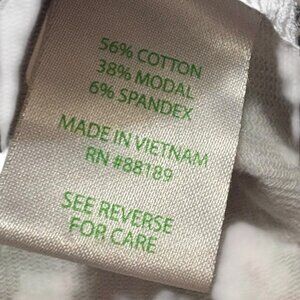 56% COTTON
38% MODAL
6% SPANDEX
MADE IN VIETNAM
RN #88189
SEE REVERSE
FOR CARE